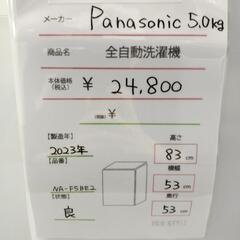 メーカー Panasonic 5.0kg
商品名 全自動洗濯機
本体価格 (税込) ¥ 24,800
¥
【製造年】 高さ
2023年 83 cm
【品番】 横幅
53 cm
NA-F5BE2 奥行
【状態】 53 cm
良